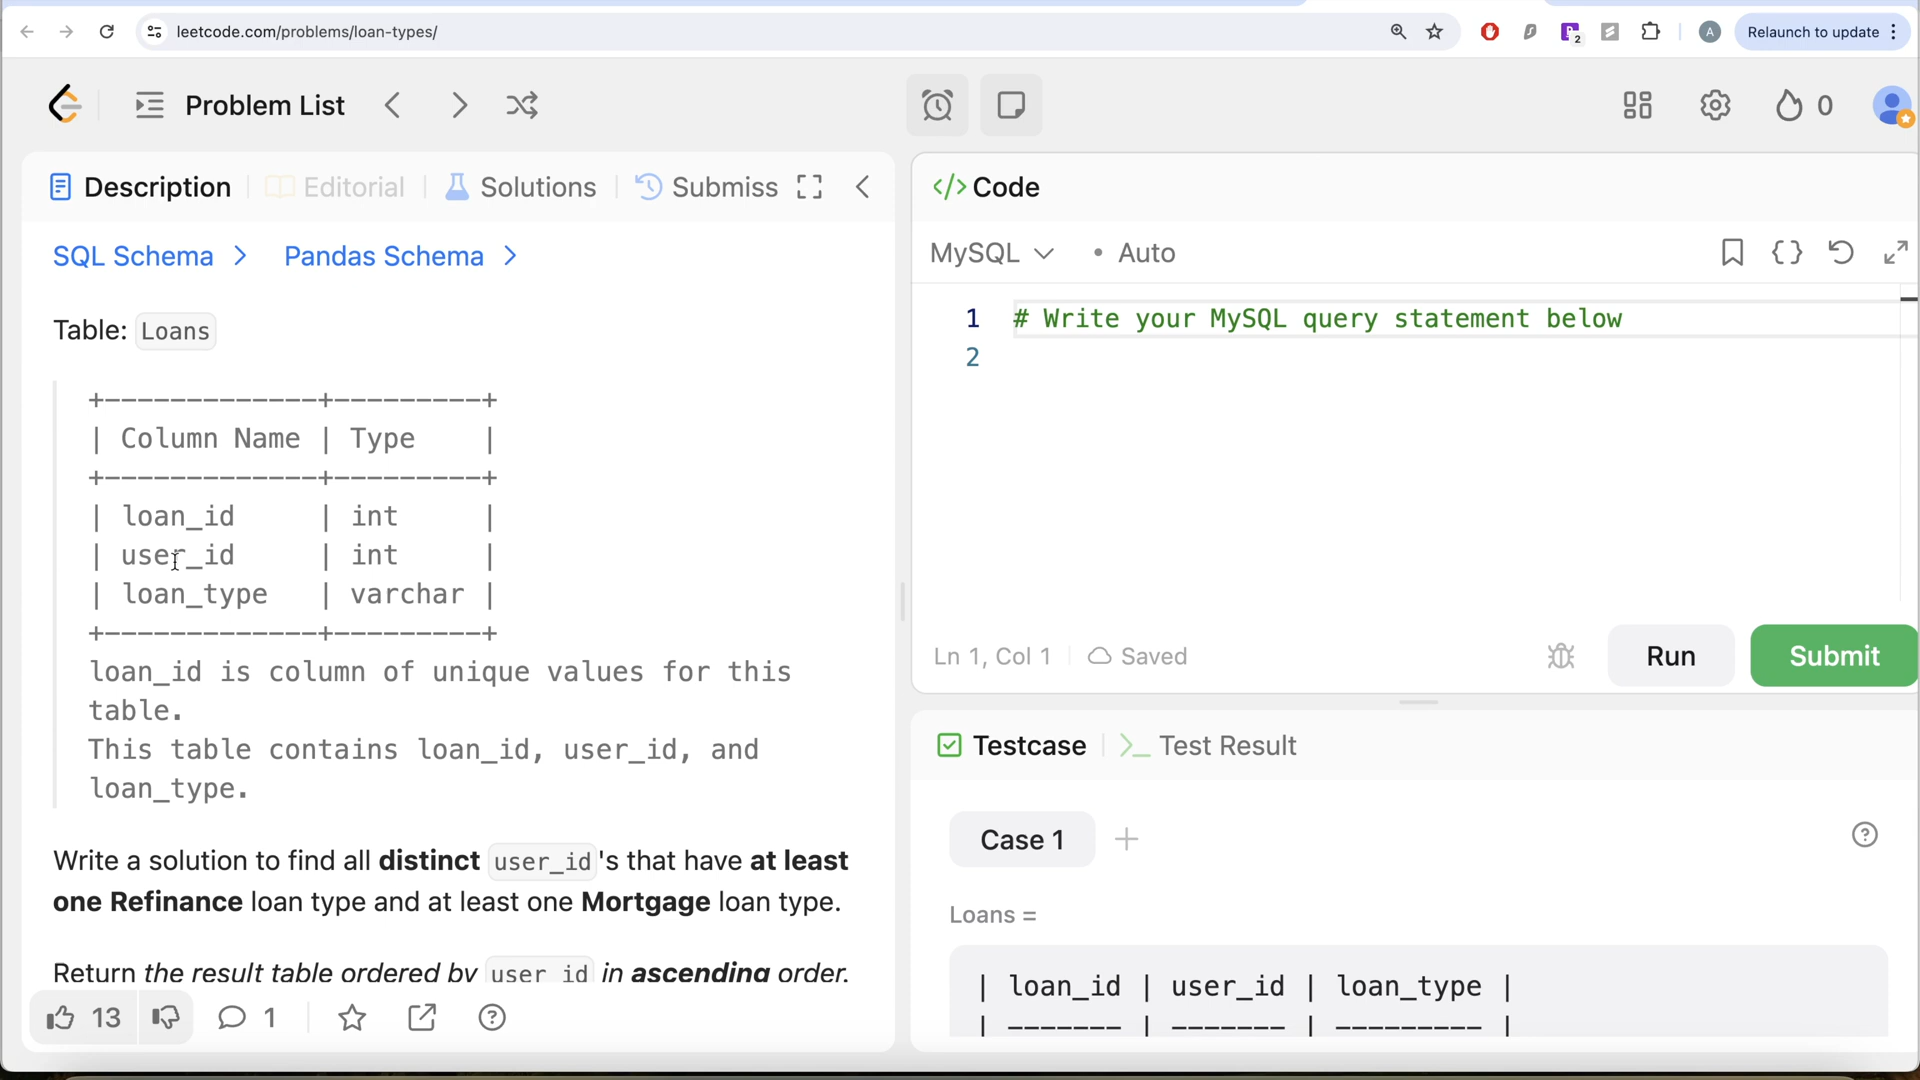 leetcode.com/problems/loan-types/
2
A
Relaunch to update
Problem List
0
Description
Editorial
Solutions
Submiss
SQL Schema >
Pandas Schema >
Table: Loans
+-------------+---------+
| Column Name | Type    |
+-------------+---------+
| loan_id     | int     |
| user_id     | int     |
| loan_type   | varchar |
+-------------+---------+
loan_id is column of unique values for this
table.
This table contains loan_id, user_id, and
loan_type.
Write a solution to find all distinct user_id's that have at least
one Refinance loan type and at least one Mortgage loan type.
Return the result table ordered by user_id in ascending order.
13
1
</> Code
MySQL
• Auto
{}
1 # Write your MySQL query statement below
2
Ln 1, Col 1
Saved
Run
Submit
Testcase
>_ Test Result
Case 1 +
Loans =
| loan_id | user_id | loan_type |
| ------- | ------- | --------- |